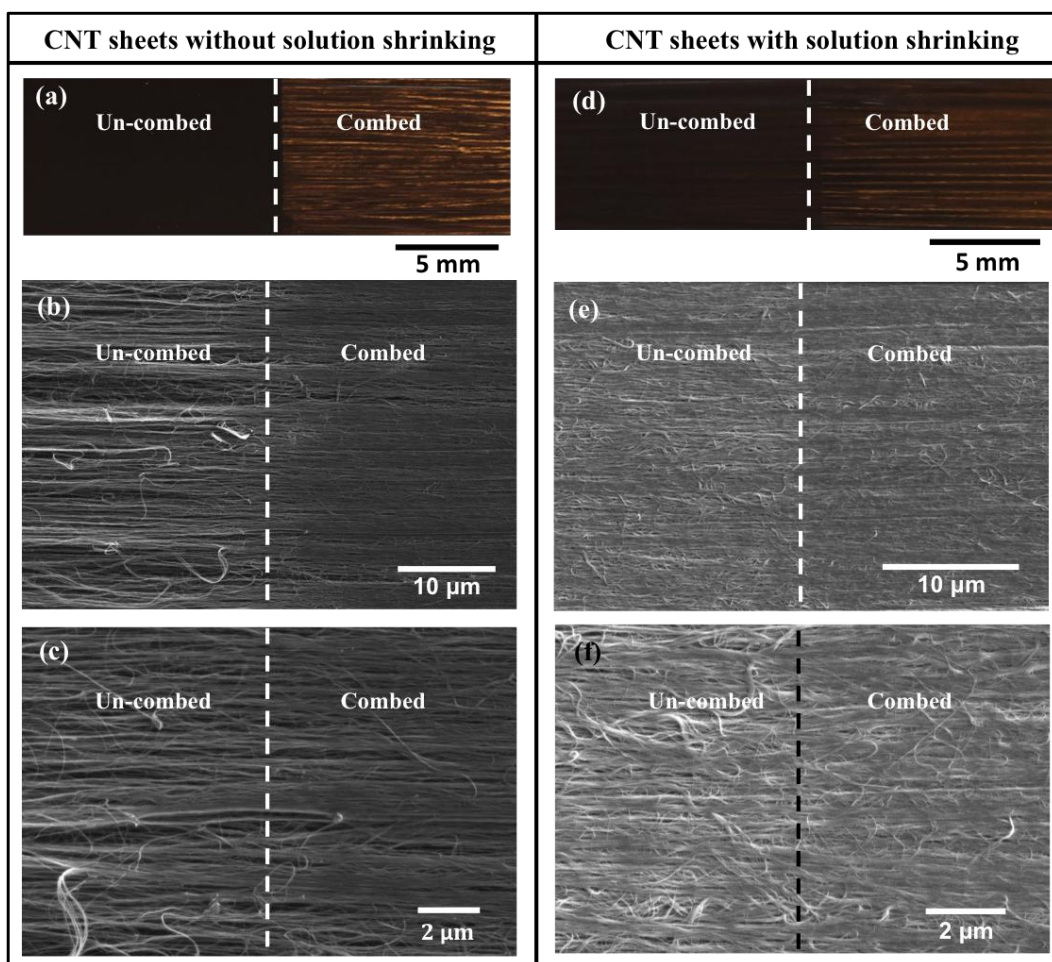 CNT sheets without solution shrinking
CNT sheets with solution shrinking
(a)
Un-combed
Combed
5 mm
(b)
Un-combed
Combed
10 μm
(c)
Un-combed
Combed
2 μm
(d)
Un-combed
Combed
5 mm
(e)
Un-combed
Combed
10 μm
(f)
Un-combed
Combed
2 μm